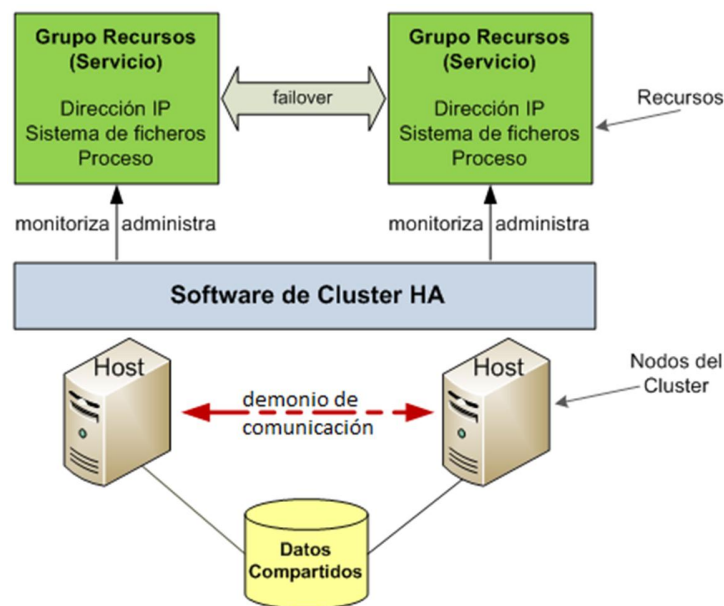 Grupo Recursos
(Servicio)
Dirección IP
Sistema de ficheros
Proceso
failover
Grupo Recursos
(Servicio)
Dirección IP
Sistema de ficheros
Proceso
Recursos
monitoriza administra
monitoriza administra
Software de Cluster HA
Host
Host
demonio de
comunicación
Nodos del
Cluster
Datos
Compartidos